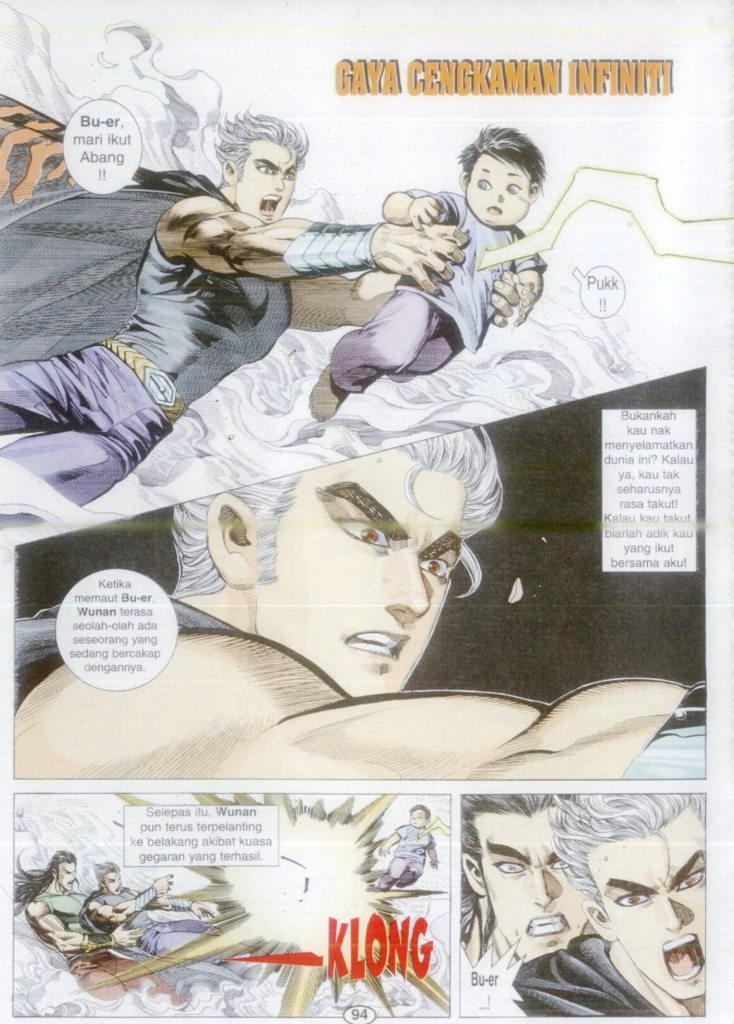 GAYA CENGKAMAN INFINITI
Bu-er,
mari ikut
Abang
!!
Pukk
!!
Bukankah
kau nak
menyelamatkan
dunia ini? Kalau
ya, kau tak
seharusnya
rasa takut!
Kalau kau takut,
biarlah adik kau
yang ikut
bersama aku!
Ketika
memaut Bu-er,
Wunan terasa
seolah-olah ada
seseorang yang
sedang bercakap
dengannya.
Selepas itu, Wunan
pun terus terpelanting
ke belakang akibat kuasa
gegaran yang terhasil.
KLONG
Bu-er
....!
94